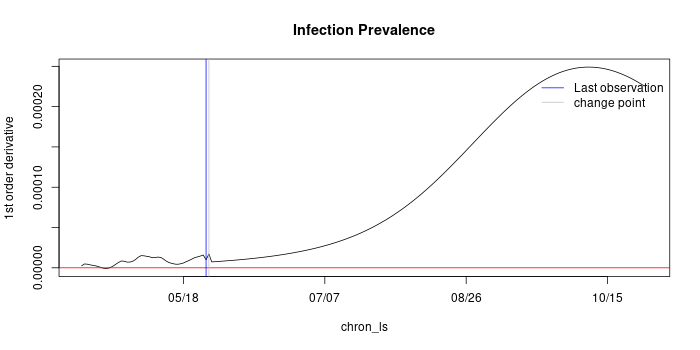 Infection Prevalence
1st order derivative
0.00020
0.00010
0.00000
Last observation
change point
05/18
07/07
08/26
10/15
chron_ls